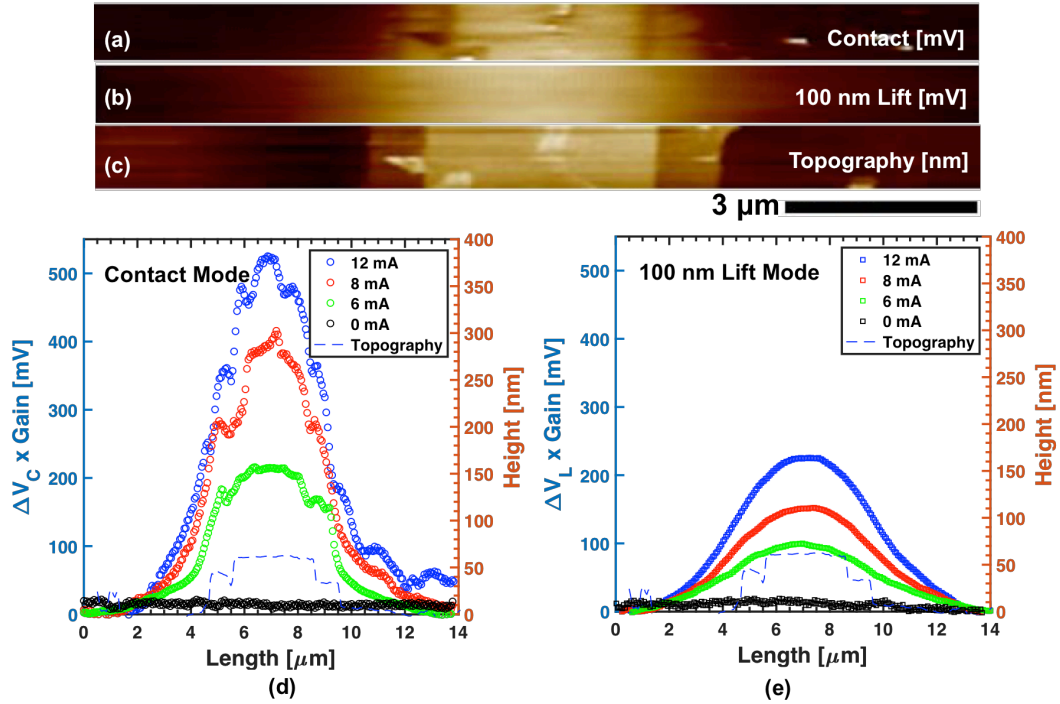 (a) Contact [mV]
(b) 100 nm Lift [mV]
(c) Topography [nm]
3 µm
Contact Mode
12 mA
8 mA
6 mA
0 mA
Topography
ΔV_C x Gain [mV]
0
100
200
300
400
500
Height [nm]
0
50
100
150
200
250
300
350
400
0 2 4 6 8 10 12 14
Length [μm]
(d)
100 nm Lift Mode
12 mA
8 mA
6 mA
0 mA
Topography
ΔV_L x Gain [mV]
0
100
200
300
400
500
Height [nm]
0
50
100
150
200
250
300
350
400
0 2 4 6 8 10 12 14
Length [μm]
(e)